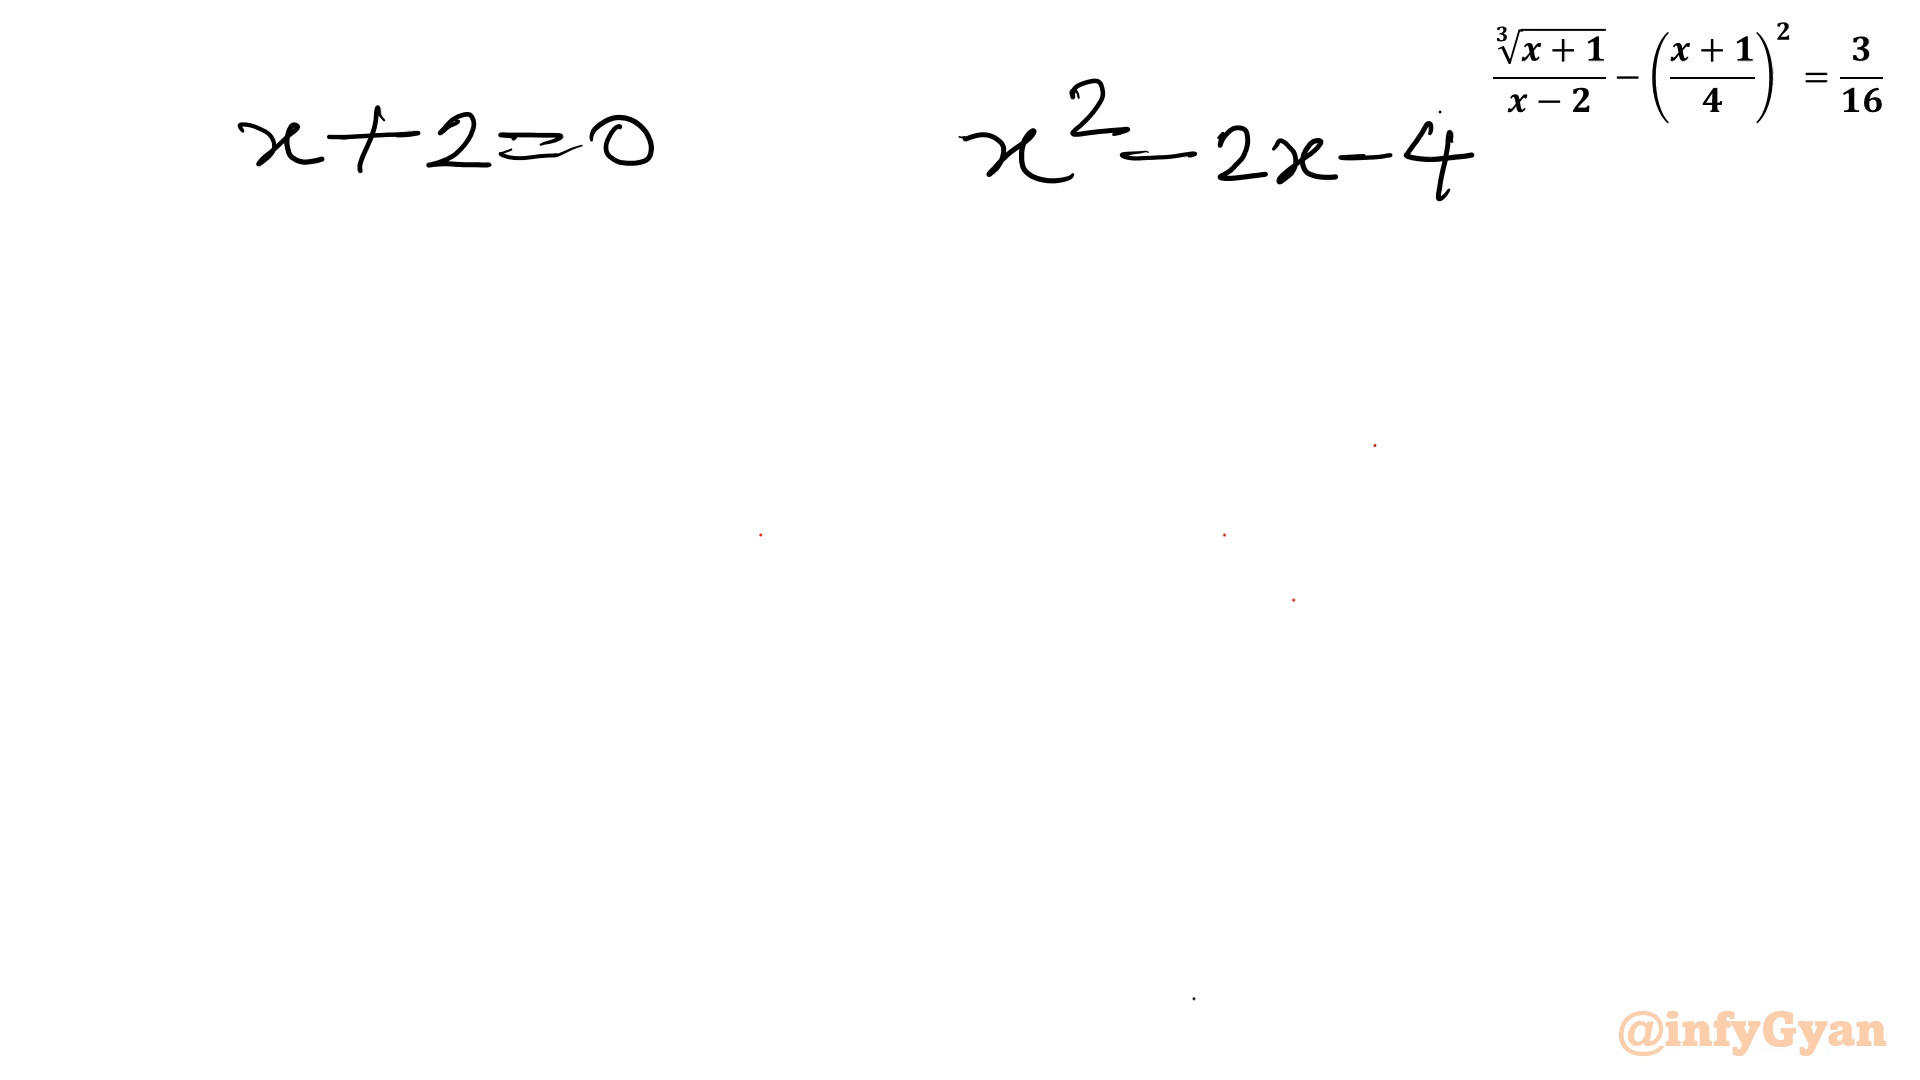 x + 2 = 0
x² − 2x − 4
∛(x + 1)/(x − 2) − ((x + 1)/4)² = 3/16
@infyGyan